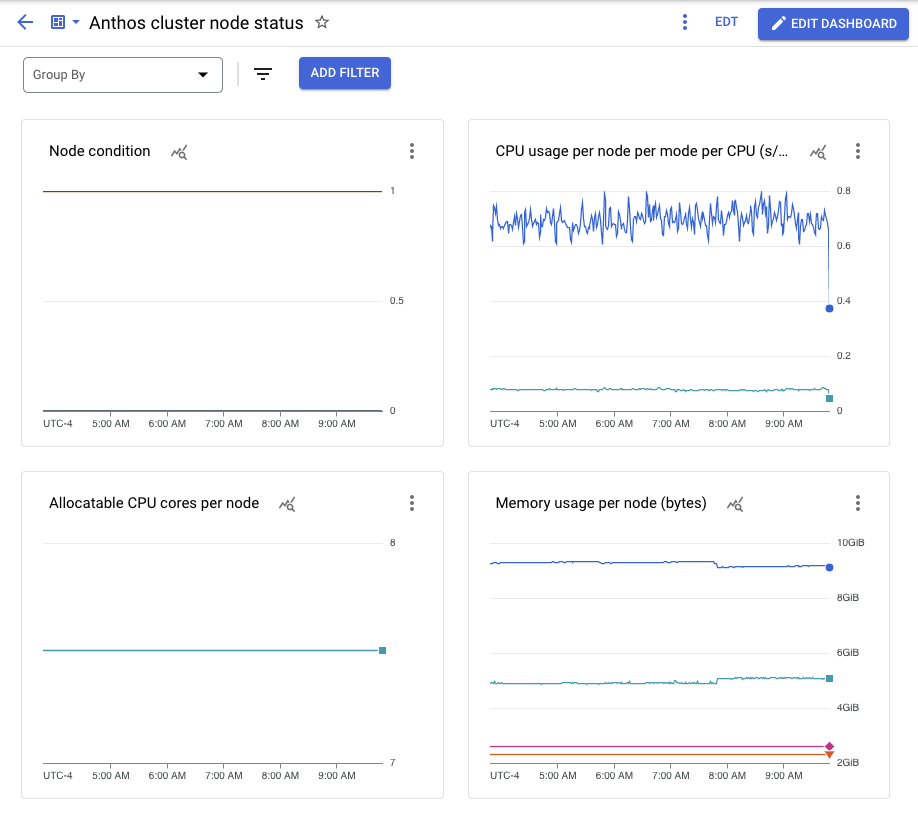 Anthos cluster node status
EDT
EDIT DASHBOARD
Group By
ADD FILTER
Node condition
1
0.5
0
UTC-4 5:00 AM 6:00 AM 7:00 AM 8:00 AM 9:00 AM
CPU usage per node per mode per CPU (s/...
0.8
0.6
0.4
0.2
0
UTC-4 5:00 AM 6:00 AM 7:00 AM 8:00 AM 9:00 AM
Allocatable CPU cores per node
8
7
UTC-4 5:00 AM 6:00 AM 7:00 AM 8:00 AM 9:00 AM
Memory usage per node (bytes)
10GiB
8GiB
6GiB
4GiB
2GiB
UTC-4 5:00 AM 6:00 AM 7:00 AM 8:00 AM 9:00 AM